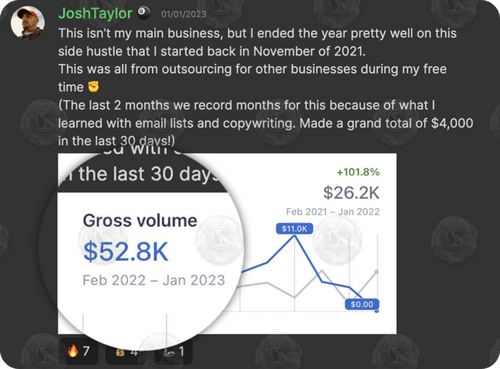 JoshTaylor 01/01/2023
This isn't my main business, but I ended the year pretty well on this
side hustle that I started back in November of 2021.
This was all from outsourcing for other businesses during my free
time ✊
(The last 2 months we record months for this because of what I
learned with email lists and copywriting. Made a grand total of $4,000
in the last 30 days!)
in the last 30 days
+101.8%
$26.2K
Feb 2021 – Jan 2022
Gross volume
$52.8K
Feb 2022 – Jan 2023
$11.0K
$0.00
🔥 7 👍 4 1